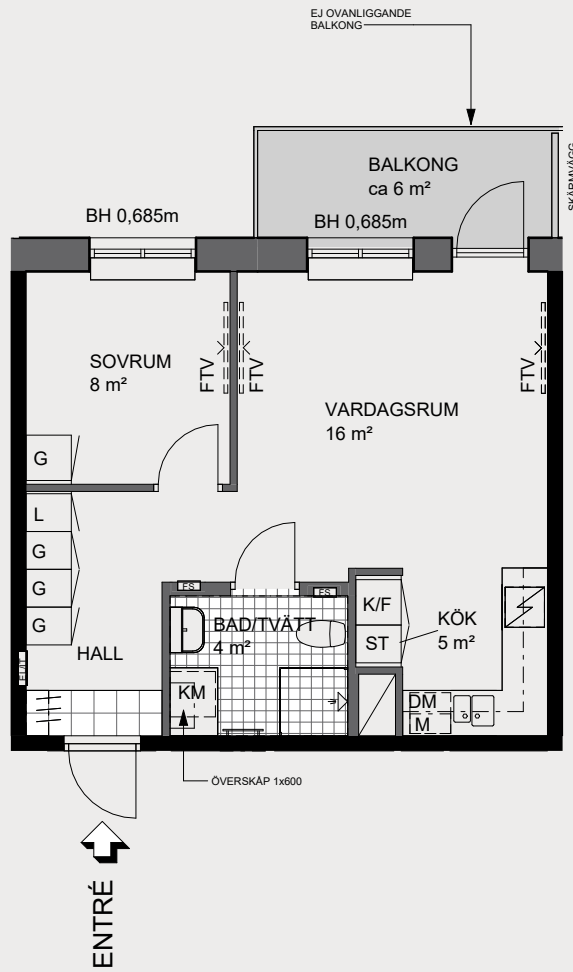 EJ OVANLIGGANDE
BALKONG
BALKONG
ca 6 m²
SKÄRMVÄGG
BH 0,685m
BH 0,685m
SOVRUM
8 m²
FTV
FTV
VARDAGSRUM
16 m²
FTV
G
L
G
G
G
HALL
ELIT
FS
FS
BAD/TVÄTT
4 m²
KM
K/F
ST
KÖK
5 m²
DM
M
ÖVERSKÅP 1x600
ENTRÉ